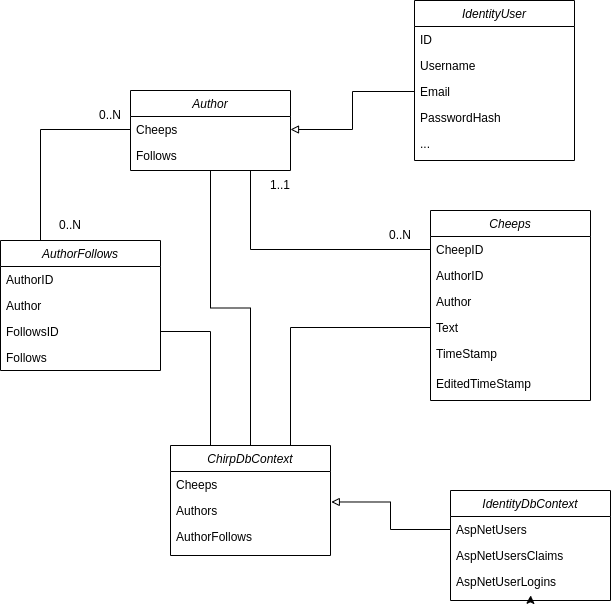 IdentityUser
ID
Username
Email
PasswordHash
...
Author
Cheeps
Follows
0..N
1..1
0..N
0..N
Cheeps
CheepID
AuthorID
Author
Text
TimeStamp
EditedTimeStamp
AuthorFollows
AuthorID
Author
FollowsID
Follows
ChirpDbContext
Cheeps
Authors
AuthorFollows
IdentityDbContext
AspNetUsers
AspNetUsersClaims
AspNetUserLogins